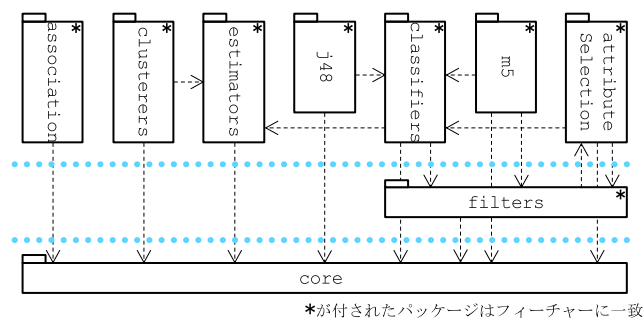 association *
clusterers *
estimators *
j48 *
classifiers *
m5 *
attribute
Selection *
filters *
core
*が付されたパッケージはフィーチャーに一致